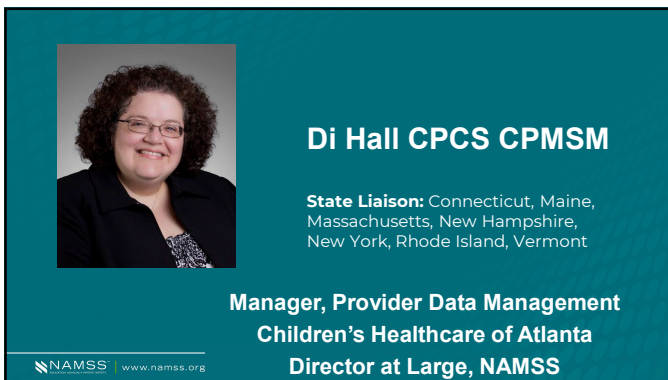 Di Hall CPCS CPMSM
State Liaison: Connecticut, Maine,
Massachusetts, New Hampshire,
New York, Rhode Island, Vermont
Manager, Provider Data Management
Children's Healthcare of Atlanta
Director at Large, NAMSS
NAMSS | www.namss.org